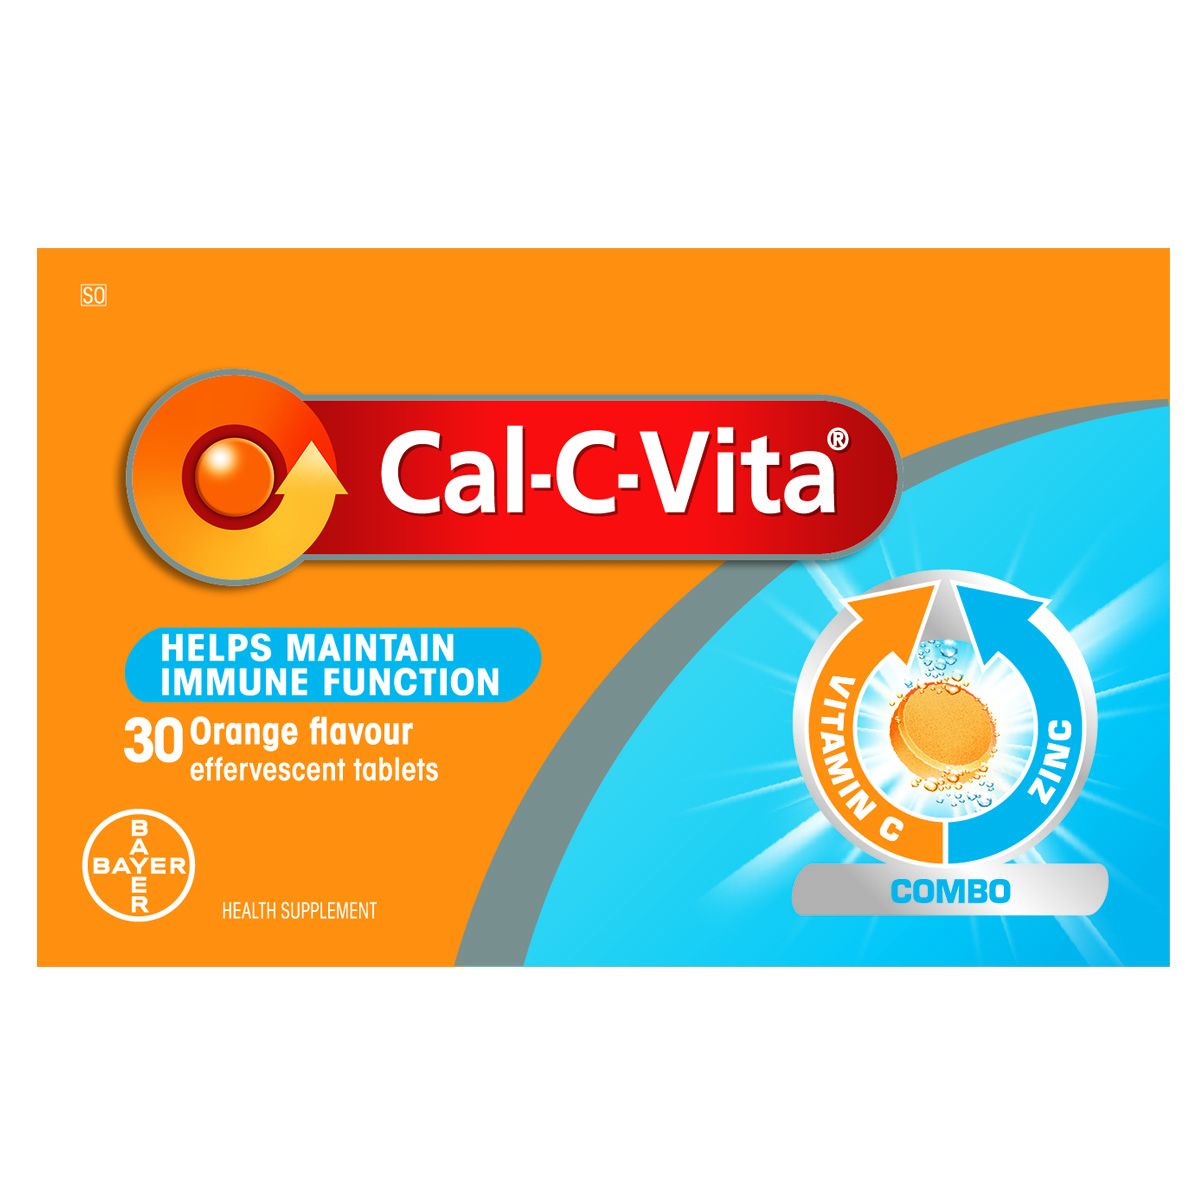 SO
Cal-C-Vita®
HELPS MAINTAIN
IMMUNE FUNCTION
30 Orange flavour
effervescent tablets
BAYER
BAYER
HEALTH SUPPLEMENT
VITAMIN C
ZINC
COMBO